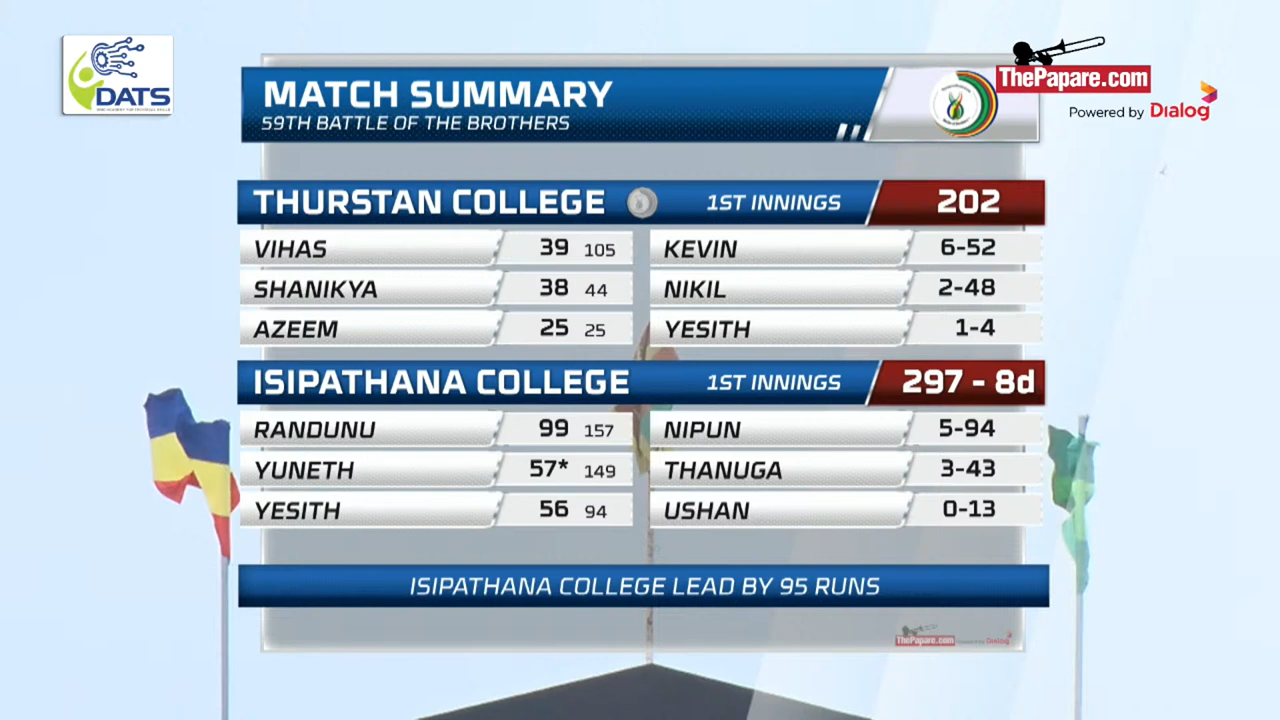 DATS
MATCH SUMMARY
59TH BATTLE OF THE BROTHERS
ThePapare.com
Powered by Dialog
THURSTAN COLLEGE 1ST INNINGS 202
VIHAS 39 105 KEVIN 6-52
SHANIKYA 38 44 NIKIL 2-48
AZEEM 25 25 YESITH 1-4
ISIPATHANA COLLEGE 1ST INNINGS 297 - 8d
RANDUNU 99 157 NIPUN 5-94
YUNETH 57* 149 THANUGA 3-43
YESITH 56 94 USHAN 0-13
ISIPATHANA COLLEGE LEAD BY 95 RUNS
ThePapare.com Powered by Dialog